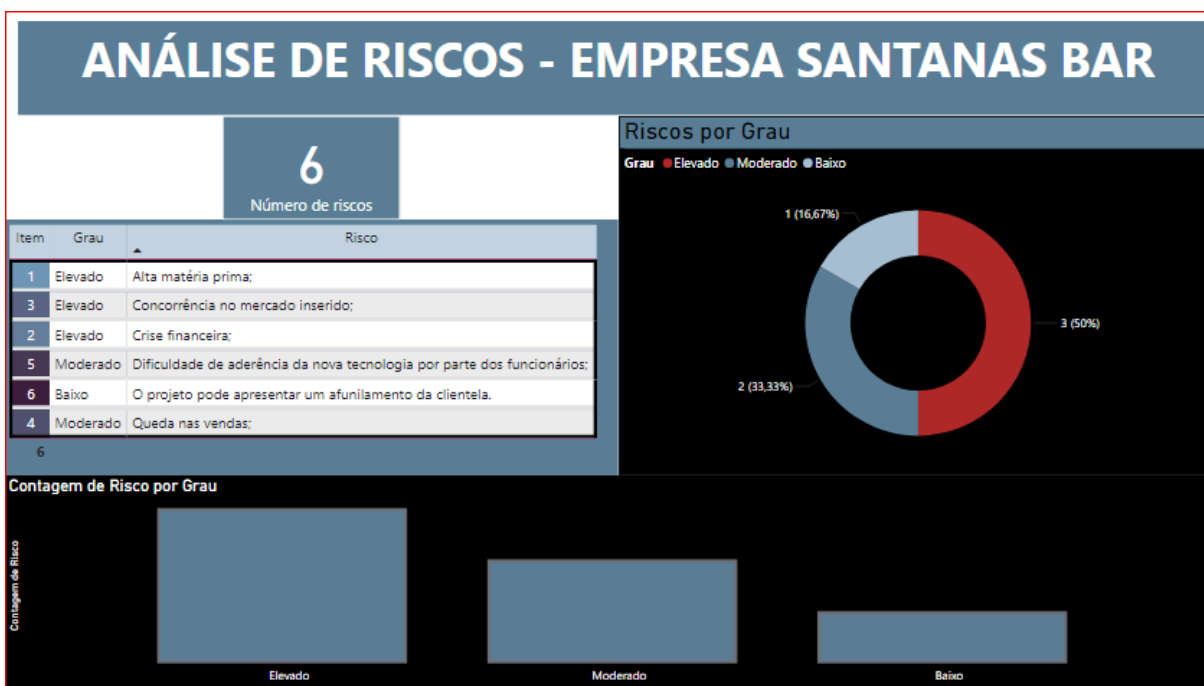 ANÁLISE DE RISCOS - EMPRESA SANTANAS BAR
6
Número de riscos
Item Grau Risco
1 Elevado Alta matéria prima;
3 Elevado Concorrência no mercado inserido;
2 Elevado Crise financeira;
5 Moderado Dificuldade de aderência da nova tecnologia por parte dos funcionários;
6 Baixo O projeto pode apresentar um afunilamento da clientela.
4 Moderado Queda nas vendas;
6
Riscos por Grau
Grau Elevado Moderado Baixo
1 (16,67%)
3 (50%)
2 (33,33%)
Contagem de Risco por Grau
Contagem de Risco
Elevado Moderado Baixo